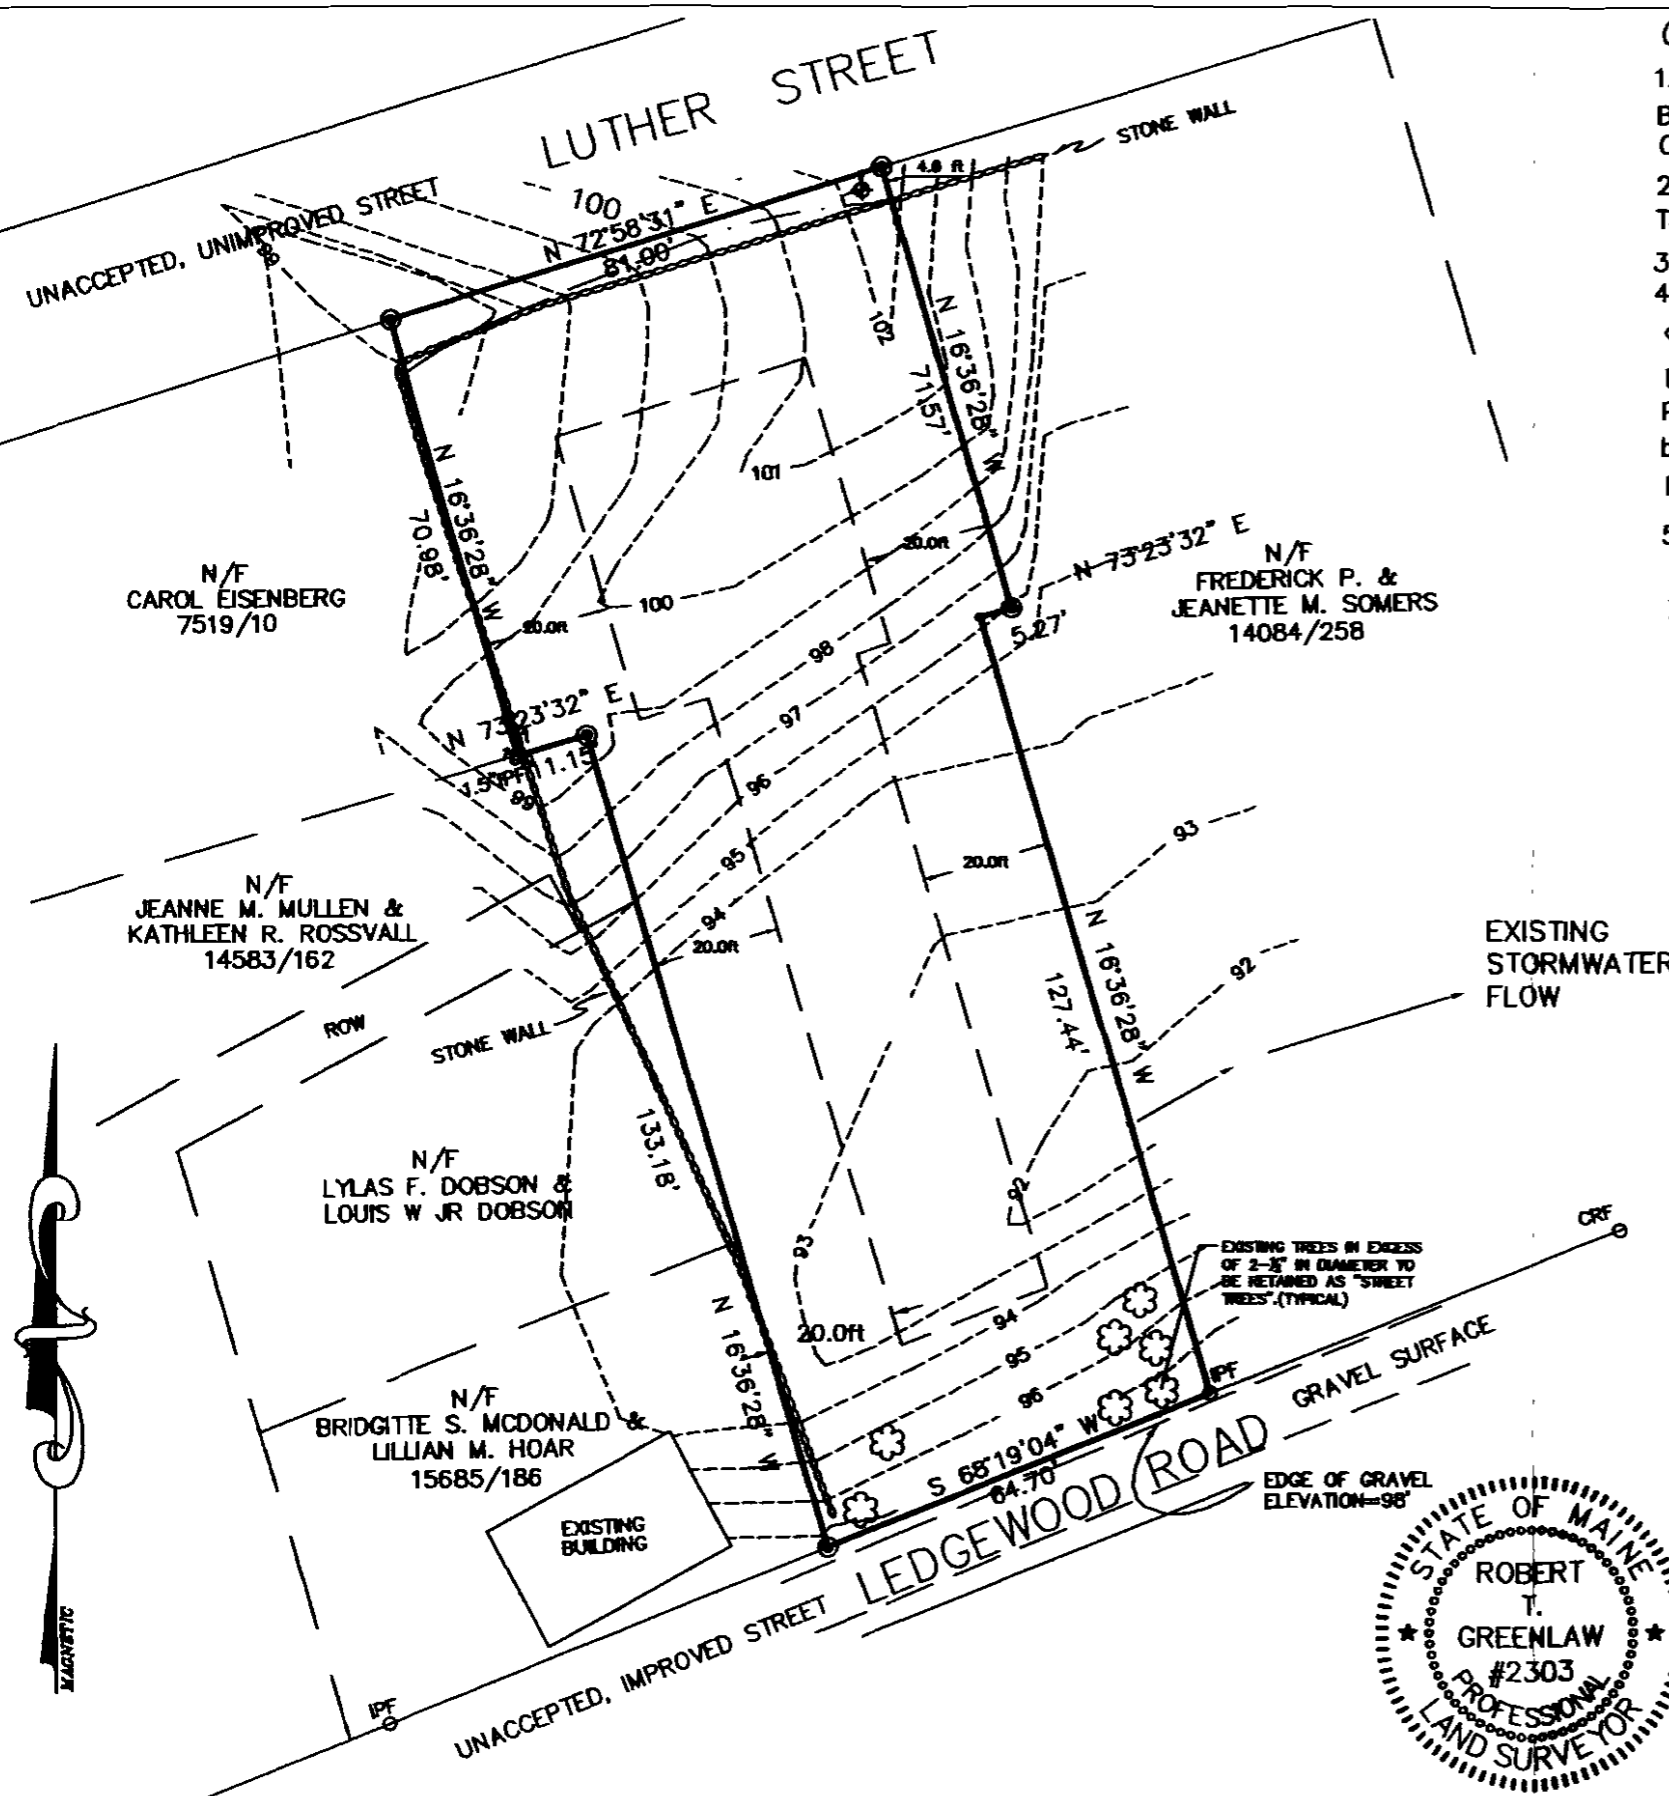 LUTHER STREET
STONE WALL
4.6 ft
UNACCEPTED, UNIMPROVED STREET
100
N 72°58'31" E
81.00'
98
102
N 16°36'28" W
71.57'
101
N 16°36'28" W
70.98'
20.0ft
N 73°23'32" E
5.27'
N/F
CAROL EISENBERG
7519/10
N/F
FREDERICK P. &
JEANETTE M. SOMERS
14084/258
100
20.0ft
98
97
96
95
94
N 73°23'32" E
11.15
1.5"IPF
99
93
20.0ft
20.0ft
N/F
JEANNE M. MULLEN &
KATHLEEN R. ROSSVALL
14583/162
N 16°36'28" W
127.44'
92
EXISTING
STORMWATER
FLOW
ROW
STONE WALL
133.18'
N/F
LYLAS F. DOBSON &
LOUIS W JR DOBSON
92
93
CRF
EXISTING TREES IN EXCESS
OF 2-½" IN DIAMETER TO
BE RETAINED AS "STREET
TREES".(TYPICAL)
20.0ft
N 16°36'28" W
94
95
96
IPF
GRAVEL SURFACE
N/F
BRIDGITTE S. MCDONALD &
LILLIAN M. HOAR
15685/186
S 68°19'04" W
64.70'
EDGE OF GRAVEL
ELEVATION=98'
EXISTING
BUILDING
LEDGEWOOD ROAD
UNACCEPTED, IMPROVED STREET
IPF
MAGNETIC
STATE OF MAINE
ROBERT
T.
GREENLAW
#2303
PROFESSIONAL
LAND SURVEYOR
1.
2
T
3
4
5